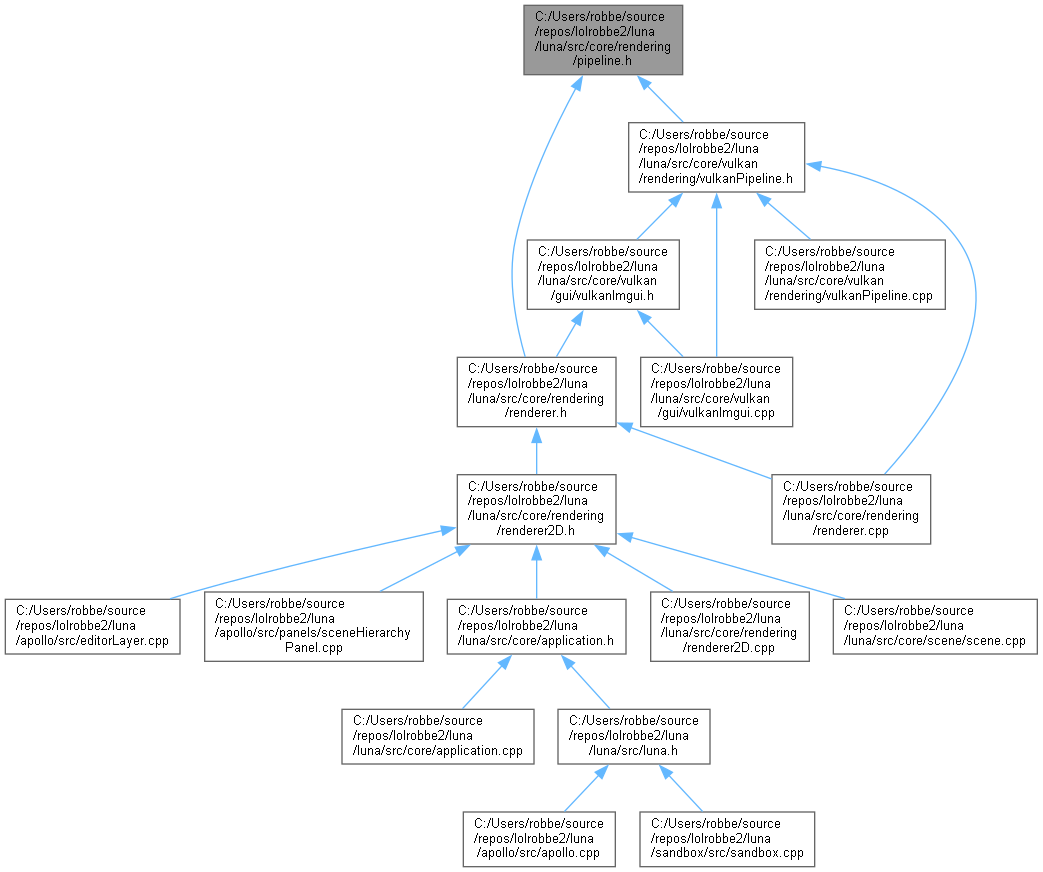 C:/Users/robbe/source
/repos/lolrobbe2/luna
/luna/src/core/rendering
/pipeline.h
C:/Users/robbe/source
/repos/lolrobbe2/luna
/luna/src/core/vulkan
/rendering/vulkanPipeline.h
C:/Users/robbe/source
/repos/lolrobbe2/luna
/luna/src/core/vulkan
/gui/vulkanImgui.h
C:/Users/robbe/source
/repos/lolrobbe2/luna
/luna/src/core/vulkan
/rendering/vulkanPipeline.cpp
C:/Users/robbe/source
/repos/lolrobbe2/luna
/luna/src/core/rendering
/renderer.h
C:/Users/robbe/source
/repos/lolrobbe2/luna
/luna/src/core/vulkan
/gui/vulkanImgui.cpp
C:/Users/robbe/source
/repos/lolrobbe2/luna
/luna/src/core/rendering
/renderer2D.h
C:/Users/robbe/source
/repos/lolrobbe2/luna
/luna/src/core/rendering
/renderer.cpp
C:/Users/robbe/source
/repos/lolrobbe2/luna
/apollo/src/editorLayer.cpp
C:/Users/robbe/source
/repos/lolrobbe2/luna
/apollo/src/panels/sceneHierarchy
Panel.cpp
C:/Users/robbe/source
/repos/lolrobbe2/luna
/luna/src/core/application.h
C:/Users/robbe/source
/repos/lolrobbe2/luna
/luna/src/core/rendering
/renderer2D.cpp
C:/Users/robbe/source
/repos/lolrobbe2/luna
/luna/src/core/scene/scene.cpp
C:/Users/robbe/source
/repos/lolrobbe2/luna
/luna/src/core/application.cpp
C:/Users/robbe/source
/repos/lolrobbe2/luna
/luna/src/luna.h
C:/Users/robbe/source
/repos/lolrobbe2/luna
/apollo/src/apollo.cpp
C:/Users/robbe/source
/repos/lolrobbe2/luna
/sandbox/src/sandbox.cpp